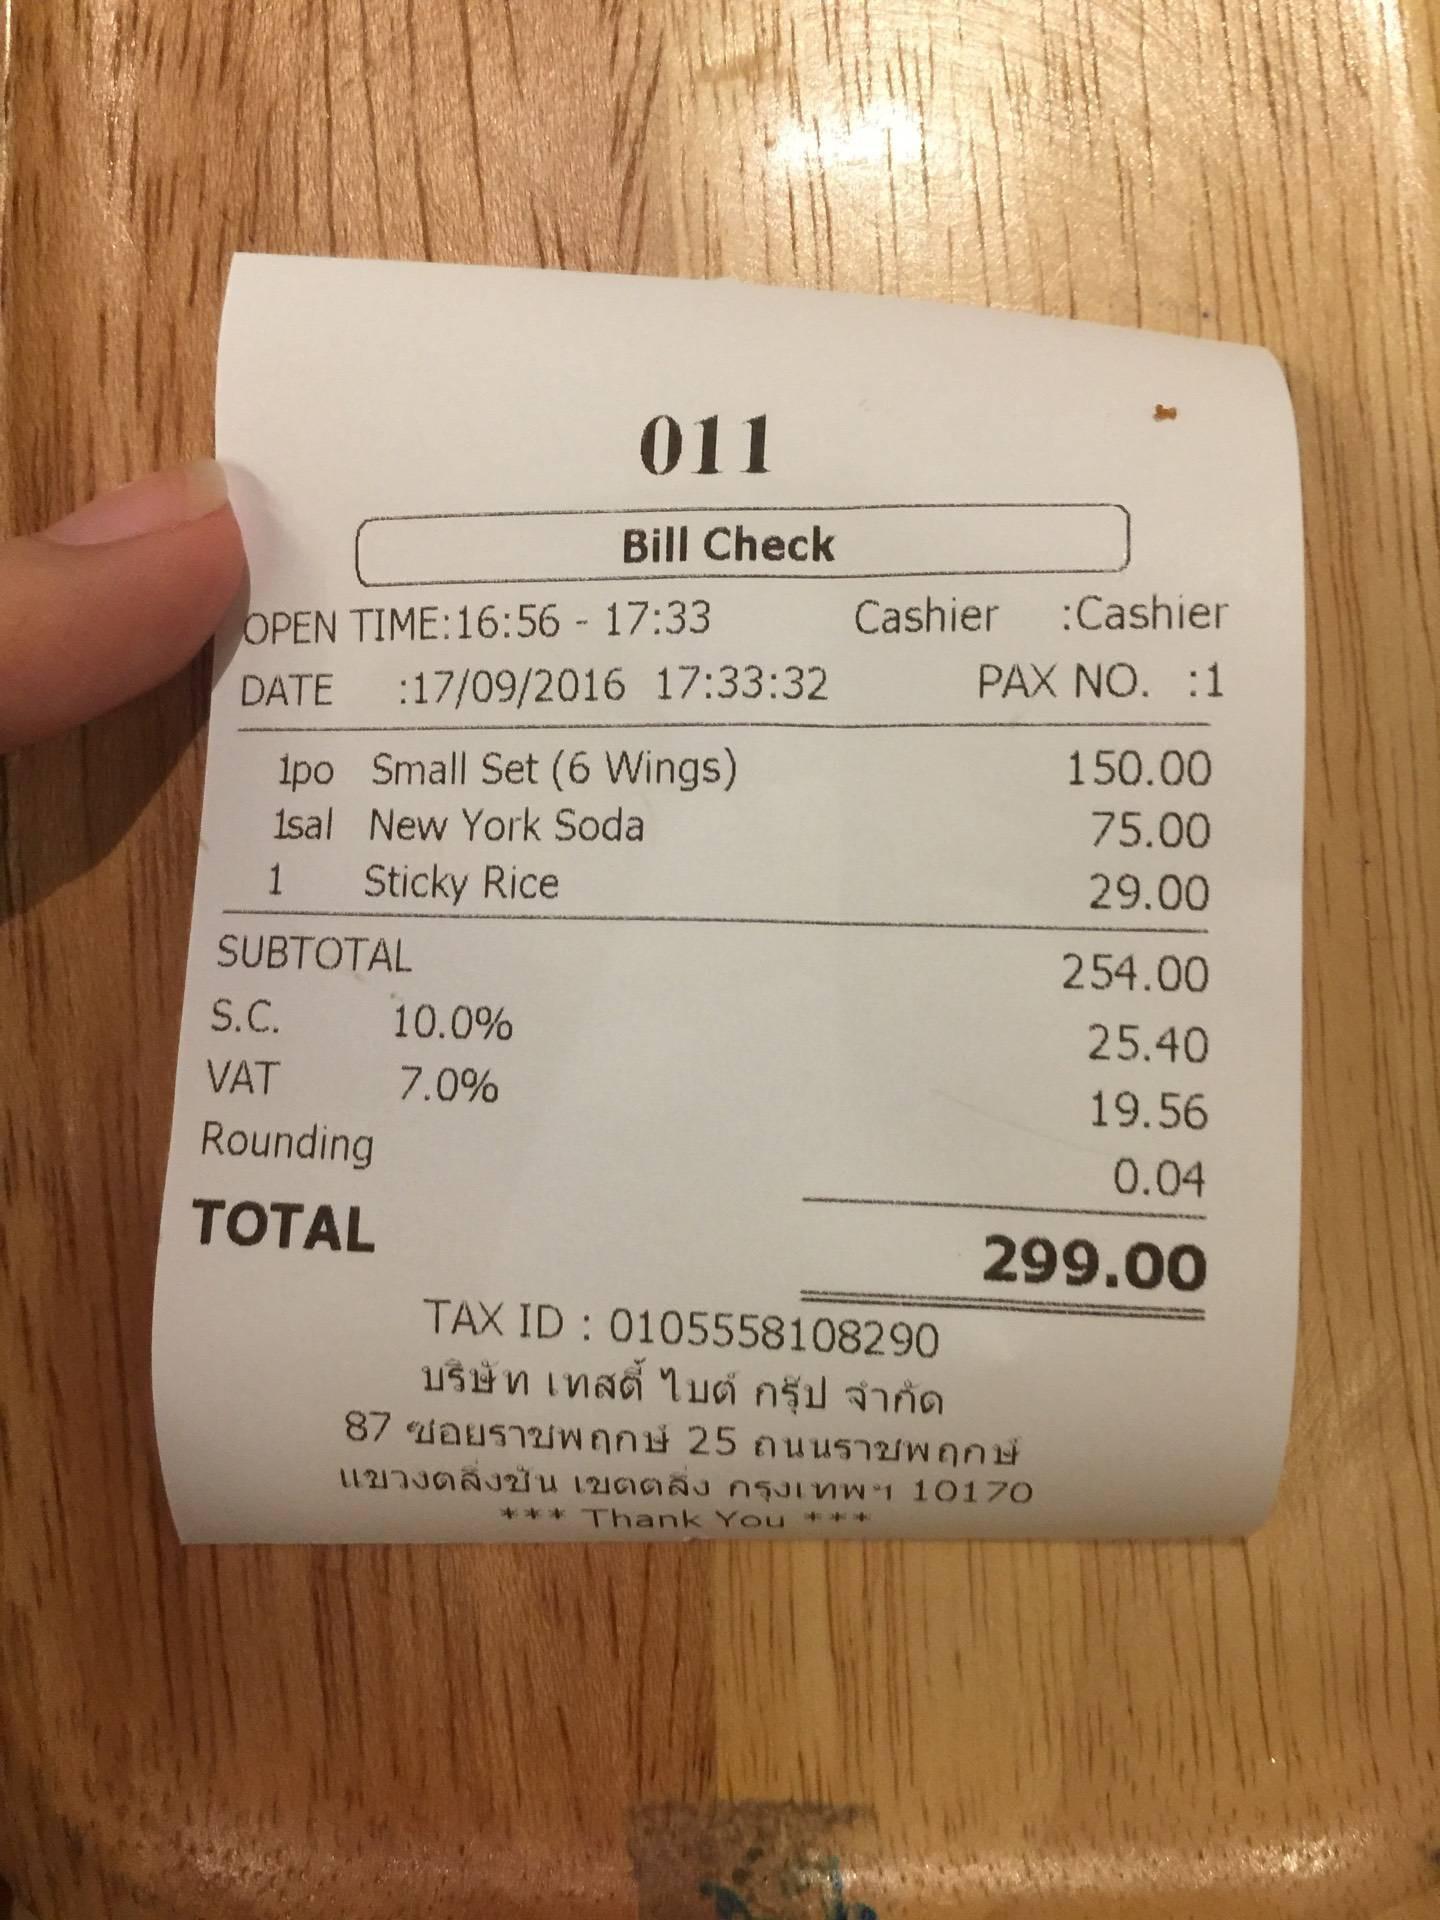 011
Bill Check
OPEN TIME:16:56 - 17:33 Cashier :Cashier
DATE :17/09/2016 17:33:32 PAX NO. :1
1po Small Set (6 Wings) 150.00
1sal New York Soda 75.00
1 Sticky Rice 29.00
SUBTOTAL 254.00
S.C. 10.0% 25.40
VAT 7.0% 19.56
Rounding 0.04
TOTAL 299.00
TAX ID : 0105558108290
บริษัท เทสตี้ ไบต์ กรุ๊ป จำกัด
87 ซอยราชพฤกษ์ 25 ถนนราชพฤกษ์
แขวงตลิ่งชัน เขตตลิ่ง กรุงเทพฯ 10170
*** Thank You ***